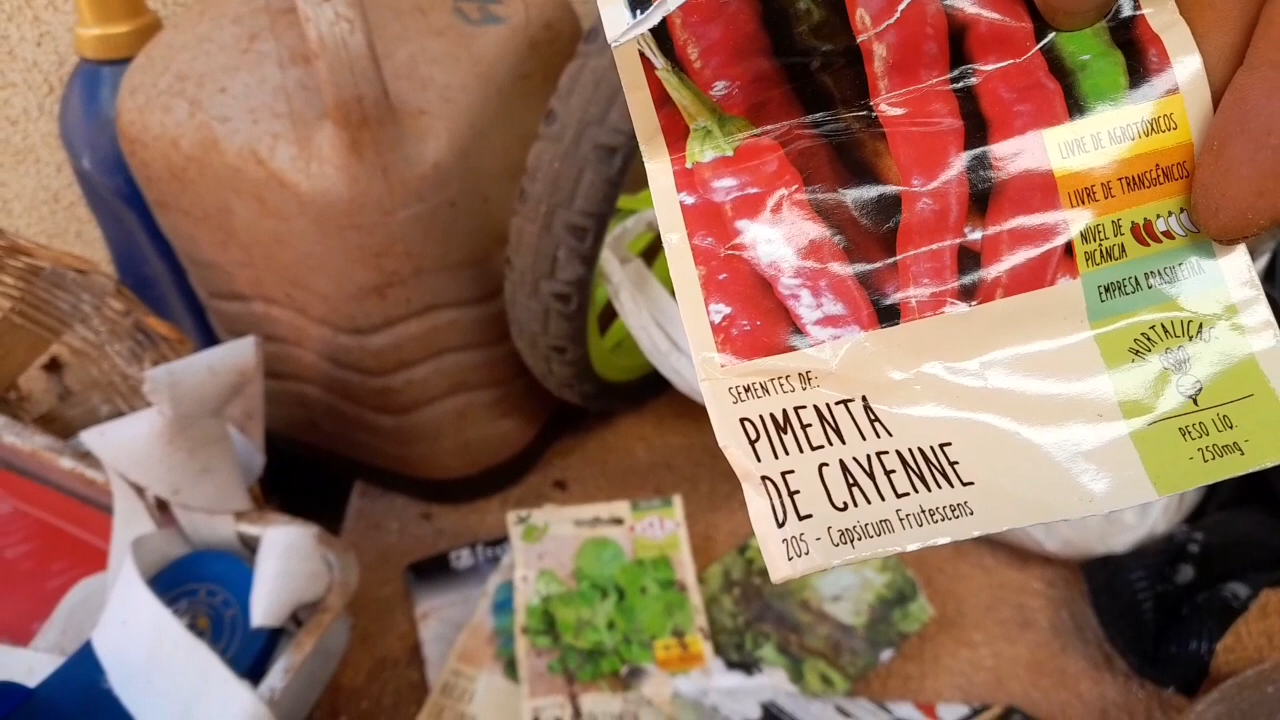 LIVRE DE AGROTÓXICOS
LIVRE DE TRANSGÊNICOS
NÍVEL DE
PICÂNCIA
EMPRESA BRASILEIRA
HORTALIÇAS
PESO LÍQ.
- 250mg -
SEMENTES DE:
PIMENTA
DE CAYENNE
205 - Capsicum Frutescens